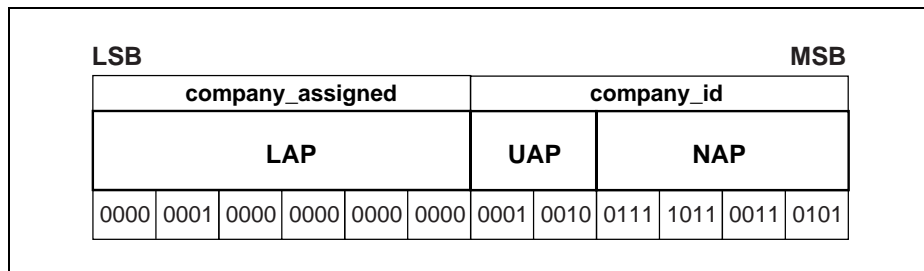 LSB MSB
company_assigned company_id
LAP UAP NAP
0000 0001 0000 0000 0000 0000 0001 0010 0111 1011 0011 0101